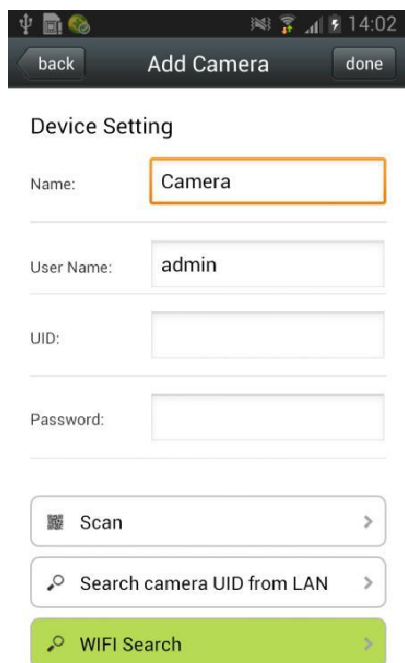 14:02
back Add Camera done
Device Setting
Name: Camera
User Name: admin
UID:
Password:
Scan
Search camera UID from LAN
WIFI Search